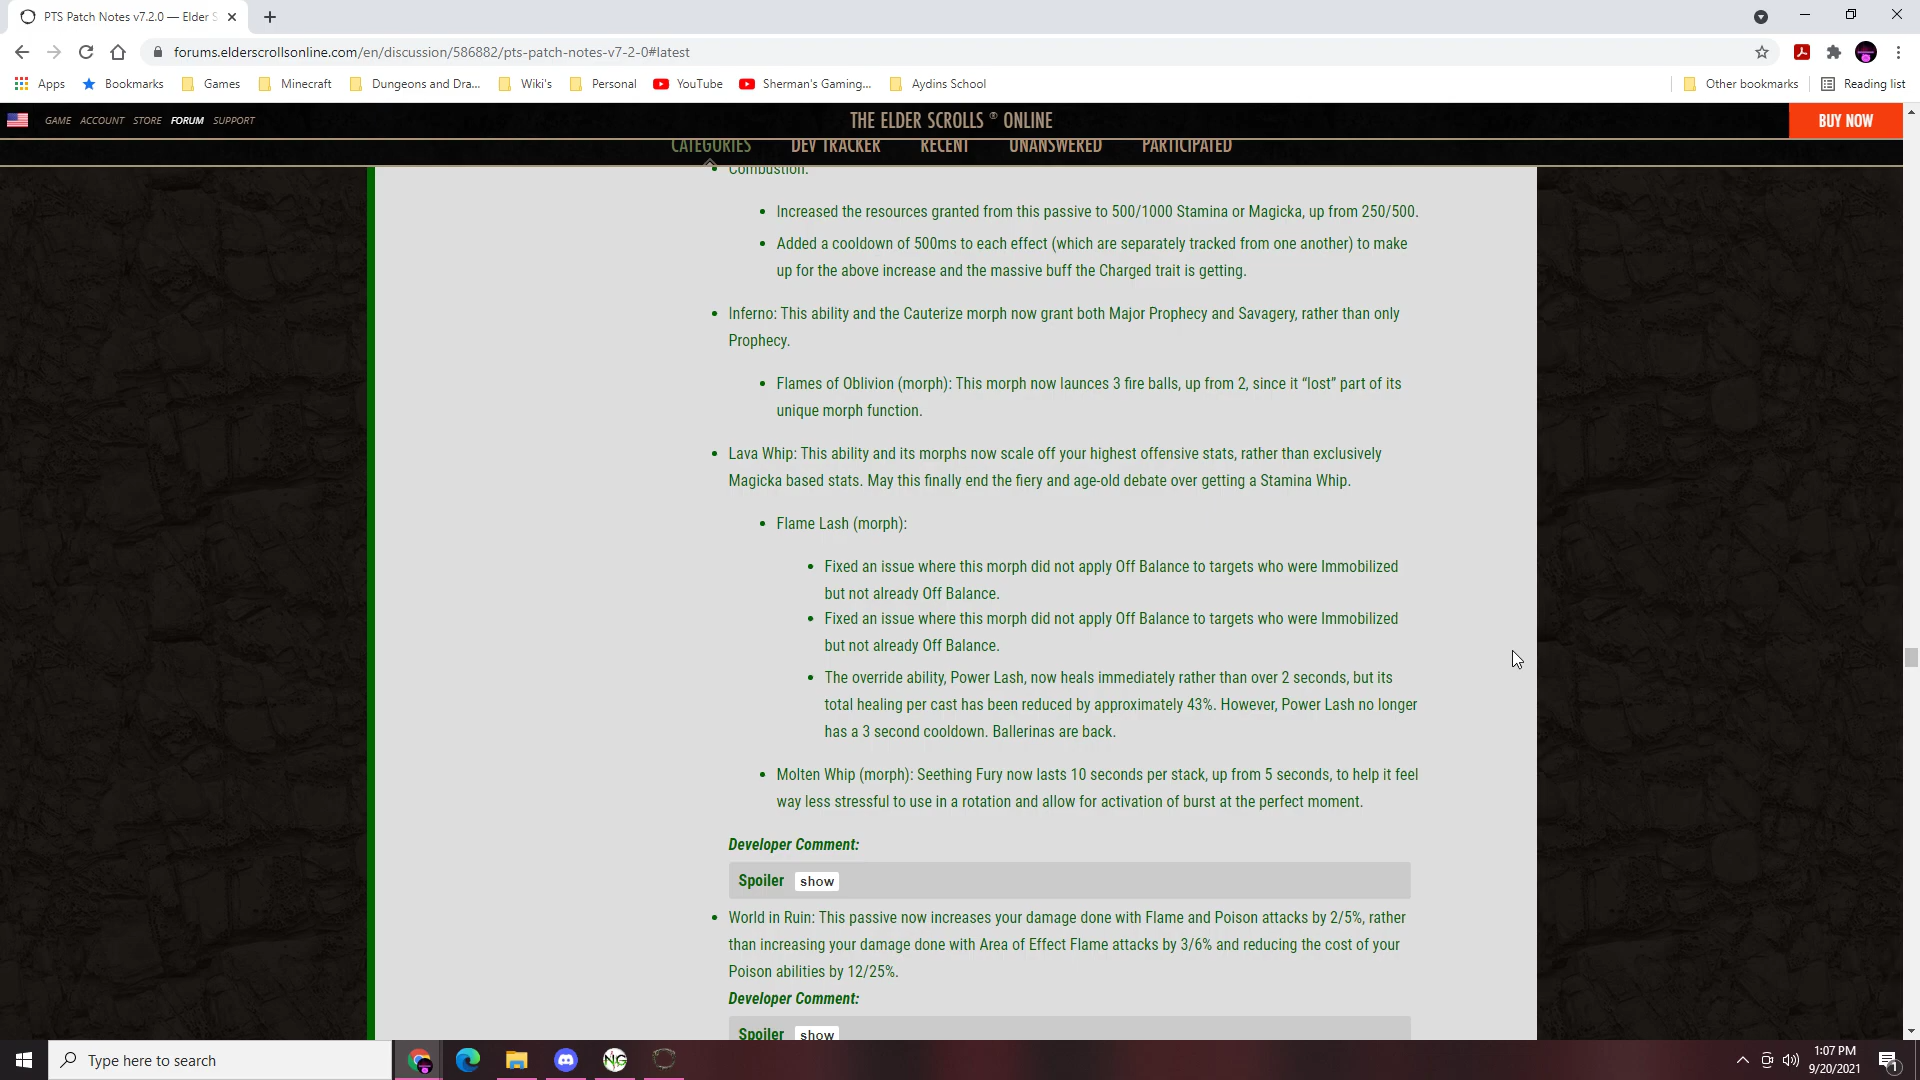 PTS Patch Notes v7.2.0 — Elder S
forums.elderscrollsonline.com/en/discussion/586882/pts-patch-notes-v7-2-0#latest
Apps Bookmarks Games Minecraft Dungeons and Dra... Wiki's Personal YouTube Sherman's Gaming... Aydins School Other bookmarks Reading list
GAME ACCOUNT STORE FORUM SUPPORT THE ELDER SCROLLS ® ONLINE BUY NOW
CATEGORIES DEV TRACKER RECENT UNANSWERED PARTICIPATED
Combustion:
Increased the resources granted from this passive to 500/1000 Stamina or Magicka, up from 250/500.
Added a cooldown of 500ms to each effect (which are separately tracked from one another) to make
up for the above increase and the massive buff the Charged trait is getting.
Inferno: This ability and the Cauterize morph now grant both Major Prophecy and Savagery, rather than only
Prophecy.
Flames of Oblivion (morph): This morph now launces 3 fire balls, up from 2, since it “lost” part of its
unique morph function.
Lava Whip: This ability and its morphs now scale off your highest offensive stats, rather than exclusively
Magicka based stats. May this finally end the fiery and age-old debate over getting a Stamina Whip.
Flame Lash (morph):
Fixed an issue where this morph did not apply Off Balance to targets who were Immobilized
but not already Off Balance.
Fixed an issue where this morph did not apply Off Balance to targets who were Immobilized
but not already Off Balance.
The override ability, Power Lash, now heals immediately rather than over 2 seconds, but its
total healing per cast has been reduced by approximately 43%. However, Power Lash no longer
has a 3 second cooldown. Ballerinas are back.
Molten Whip (morph): Seething Fury now lasts 10 seconds per stack, up from 5 seconds, to help it feel
way less stressful to use in a rotation and allow for activation of burst at the perfect moment.
Developer Comment:
Spoiler show
World in Ruin: This passive now increases your damage done with Flame and Poison attacks by 2/5%, rather
than increasing your damage done with Area of Effect Flame attacks by 3/6% and reducing the cost of your
Poison abilities by 12/25%.
Developer Comment:
Spoiler show
Type here to search
NG
1:07 PM
9/20/2021
1